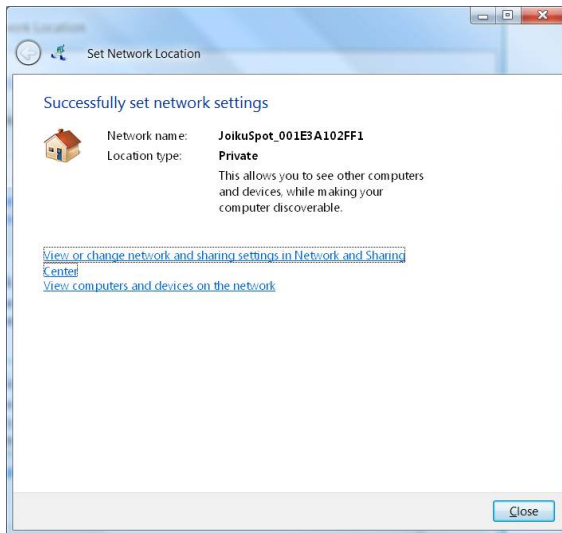 Set Network Location
Successfully set network settings
Network name: JoikuSpot_001E3A102FF1
Location type: Private
This allows you to see other computers
and devices, while making your
computer discoverable.
View or change network and sharing settings in Network and Sharing
Center
View computers and devices on the network
Close